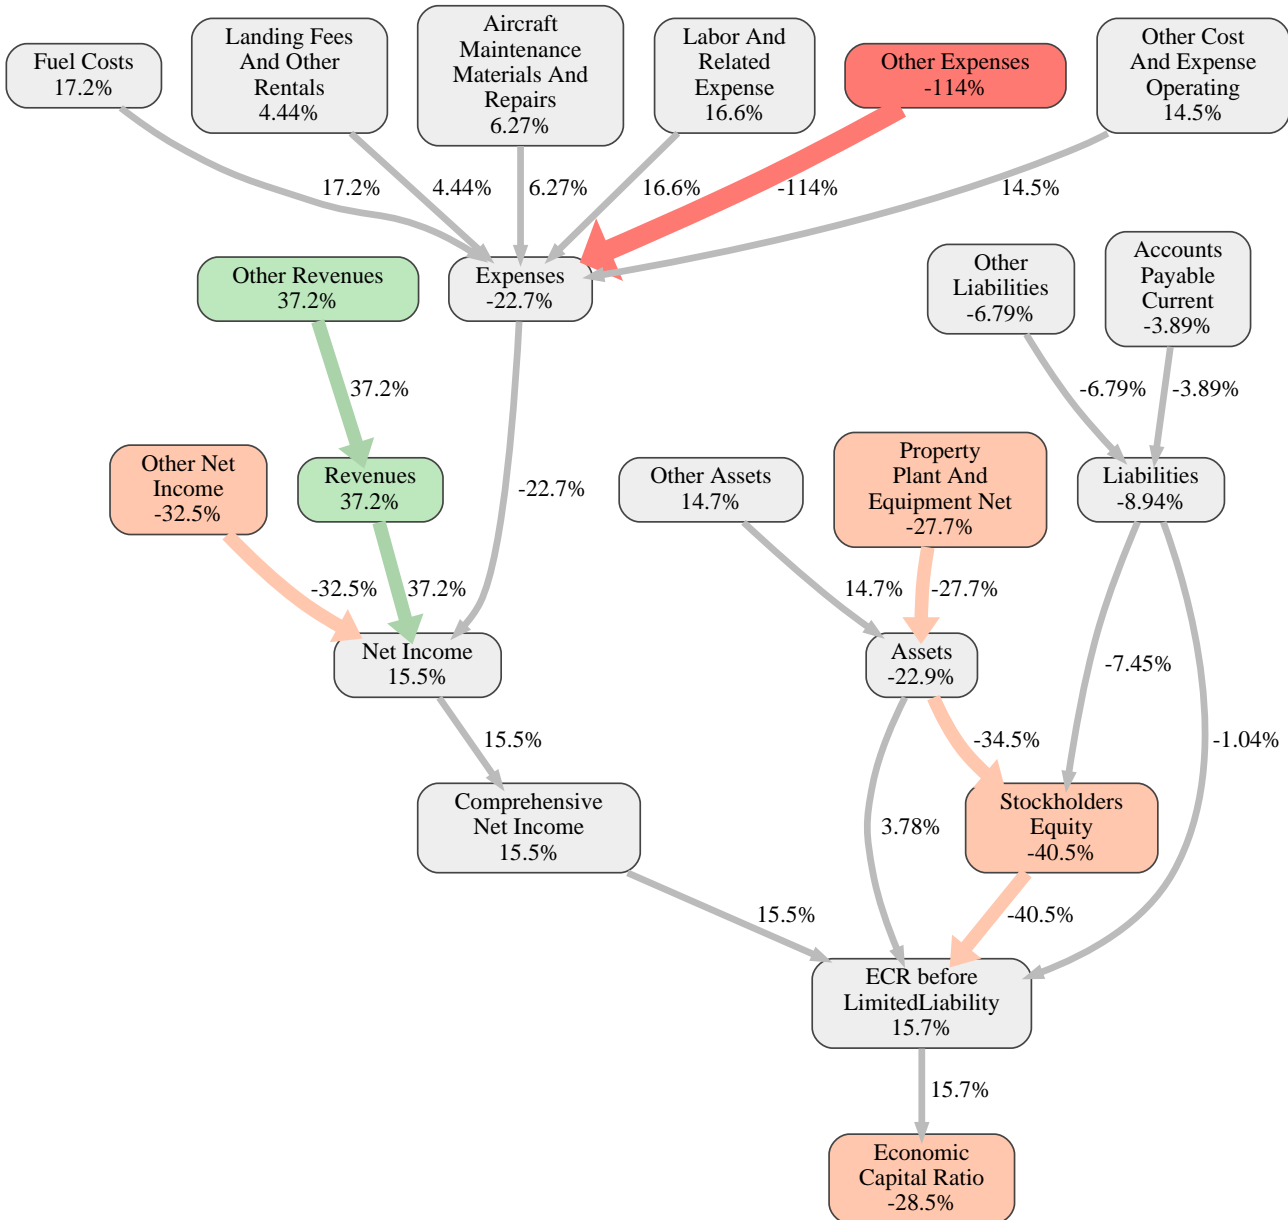 Fuel Costs
17.2%
Landing Fees
And Other
Rentals
4.44%
Aircraft
Maintenance
Materials And
Repairs
6.27%
Labor And
Related
Expense
16.6%
Other Expenses
-114%
Other Cost
And Expense
Operating
14.5%
17.2%
4.44%
6.27%
16.6%
-114%
14.5%
Other Revenues
37.2%
Expenses
-22.7%
Other
Liabilities
-6.79%
Accounts
Payable
Current
-3.89%
37.2%
-6.79%
-3.89%
Other Net
Income
-32.5%
Revenues
37.2%
-22.7%
Other Assets
14.7%
Property
Plant And
Equipment Net
-27.7%
Liabilities
-8.94%
-32.5%
37.2%
14.7%
-27.7%
Net Income
15.5%
Assets
-22.9%
-7.45%
15.5%
-34.5%
-1.04%
Comprehensive
Net Income
15.5%
3.78%
Stockholders
Equity
-40.5%
15.5%
-40.5%
ECR before
LimitedLiability
15.7%
15.7%
Economic
Capital Ratio
-28.5%